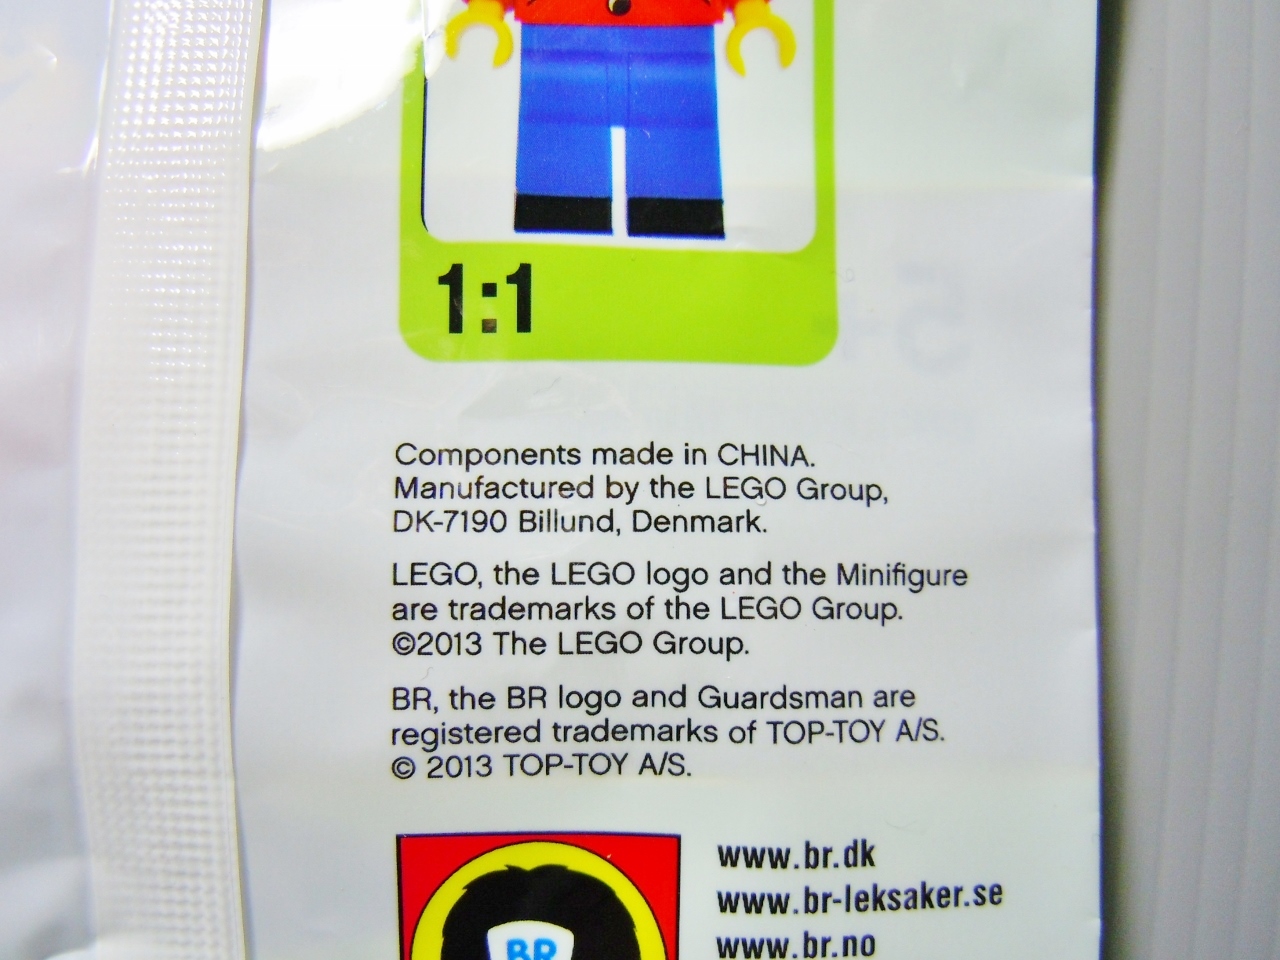 1:1
Components made in CHINA.
Manufactured by the LEGO Group,
DK-7190 Billund, Denmark.
LEGO, the LEGO logo and the Minifigure
are trademarks of the LEGO Group.
©2013 The LEGO Group.
BR, the BR logo and Guardsman are
registered trademarks of TOP-TOY A/S.
© 2013 TOP-TOY A/S.
www.br.dk
www.br-leksaker.se
www.br.no
BR